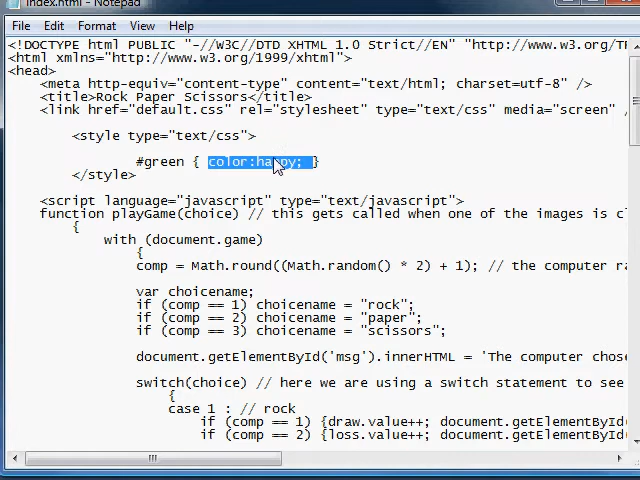 index.html - Notepad
File Edit Format View Help
<!DOCTYPE html PUBLIC "-//W3C//DTD XHTML 1.0 Strict//EN" "http://www.w3.org/TR
<html xmlns="http://www.w3.org/1999/xhtml">
<head>
<meta http-equiv="content-type" content="text/html; charset=utf-8" />
<title>Rock Paper Scissors</title>
<link href="default.css" rel="stylesheet" type="text/css" media="screen" /
<style type="text/css">
#green { color:happy; }
</style>
<script language="javascript" type="text/javascript">
function playGame(choice) // this gets called when one of the images is cl
{
with (document.game)
{
comp = Math.round((Math.random() * 2) + 1); // the computer ra
var choicename;
if (comp == 1) choicename = "rock";
if (comp == 2) choicename = "paper";
if (comp == 3) choicename = "scissors";
document.getElementById('msg').innerHTML = 'The computer chose
switch(choice) // here we are using a switch statement to see
{
case 1 : // rock
if (comp == 1) {draw.value++; document.getElementById(
if (comp == 2) {loss.value++; document.getElementById(